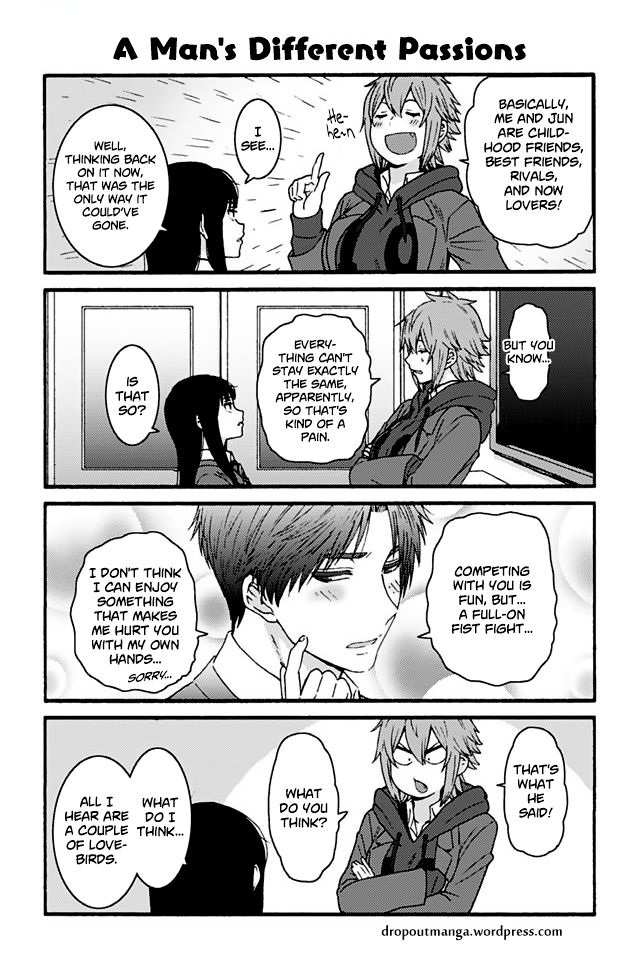 A Man's Different Passions
BASICALLY,
ME AND JUN
ARE CHILD-
HOOD FRIENDS,
BEST FRIENDS,
RIVALS,
AND NOW
LOVERS!
He-
he~n
I
SEE...
WELL,
THINKING BACK
ON IT NOW,
THAT WAS THE
ONLY WAY IT
COULD'VE
GONE.
BUT YOU
KNOW...
EVERY-
THING CAN'T
STAY EXACTLY
THE SAME,
APPARENTLY,
SO THAT'S
KIND OF A
PAIN.
IS
THAT
SO?
COMPETING
WITH YOU IS
FUN, BUT...
A FULL-ON
FIST FIGHT...
I DON'T THINK
I CAN ENJOY
SOMETHING
THAT MAKES
ME HURT YOU
WITH MY OWN
HANDS...
SORRY...
THAT'S
WHAT
HE
SAID!
WHAT
DO YOU
THINK?
WHAT
DO I
THINK...
ALL I
HEAR ARE
A COUPLE
OF LOVE-
BIRDS.
dropoutmanga.wordpress.com